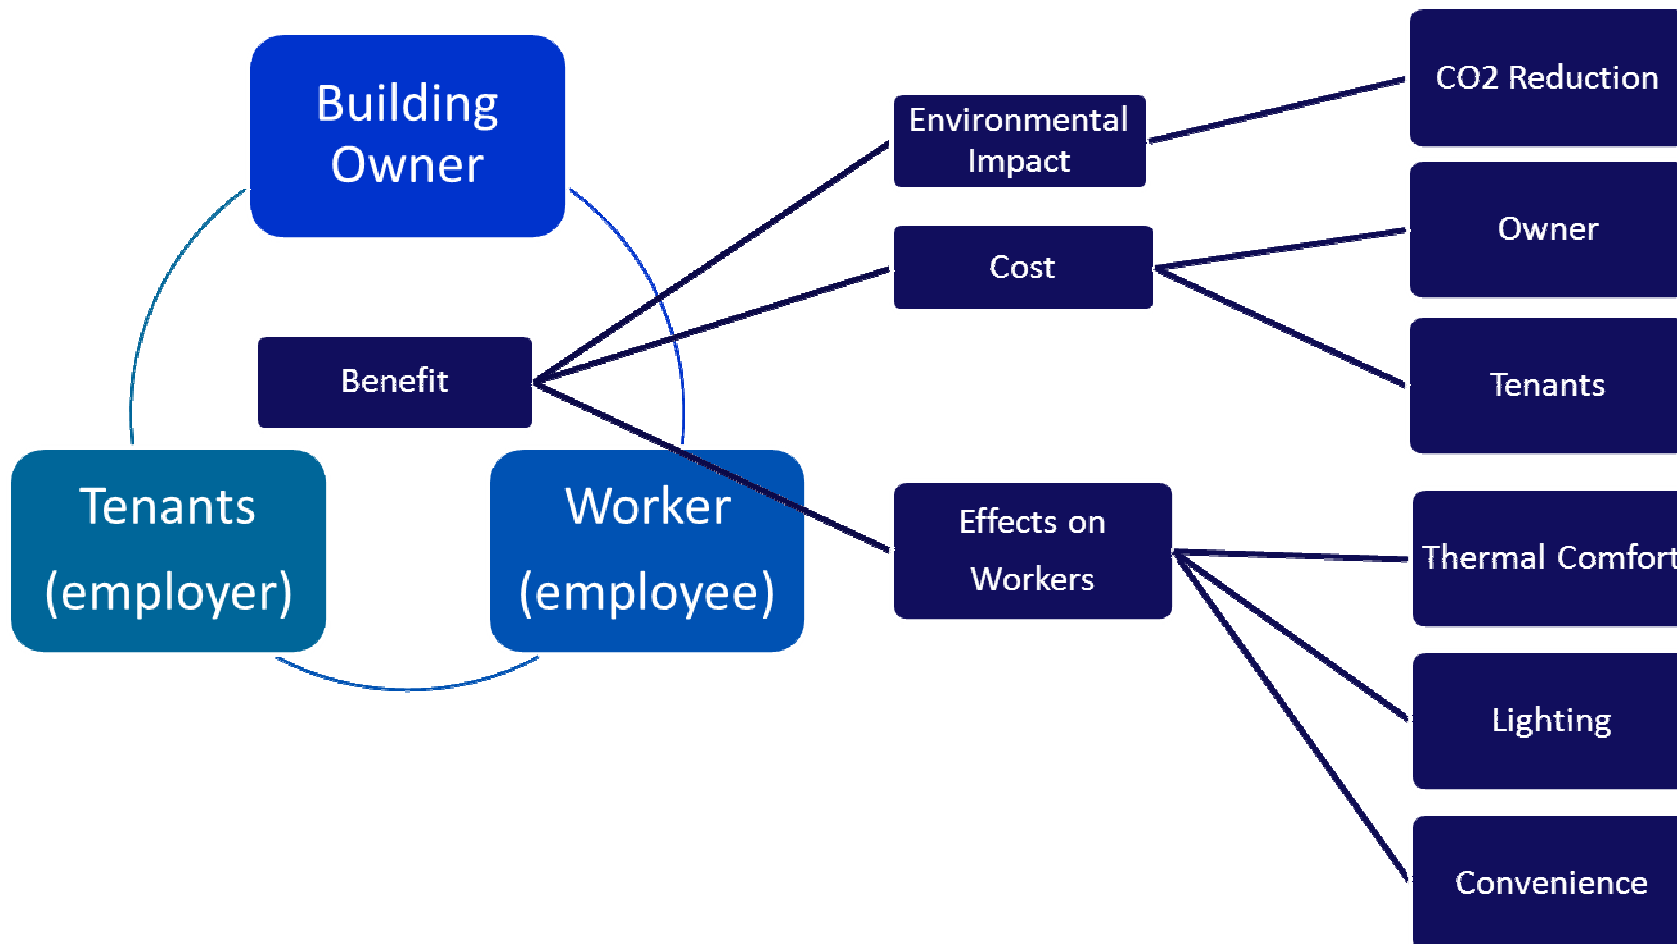 Building
Owner
Benefit
Tenants
(employer)
Worker
(employee)
Environmental
Impact
Cost
Effects on
Workers
CO2 Reduction
Owner
Tenants
Thermal Comfort
Lighting
Convenience